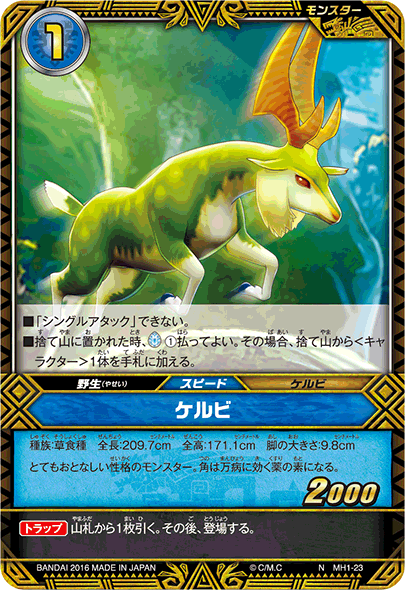 1
モンスター
■「シングルアタック」できない。
■捨て山に置かれた時、①払ってよい。その場合、捨て山から<キャ
ラクター>1体を手札に加える。
野生(やせい)
スピード
ケルビ
ケルビ
種族:草食種 全長:209.7cm 全高:171.1cm 脚の大きさ:9.8cm
とてもおとなしい性格のモンスター。角は万病に効く薬の素になる。
2000
トラップ 山札から1枚引く。その後、登場する。
BANDAI 2016 MADE IN JAPAN ©C/M.C N MH1-23